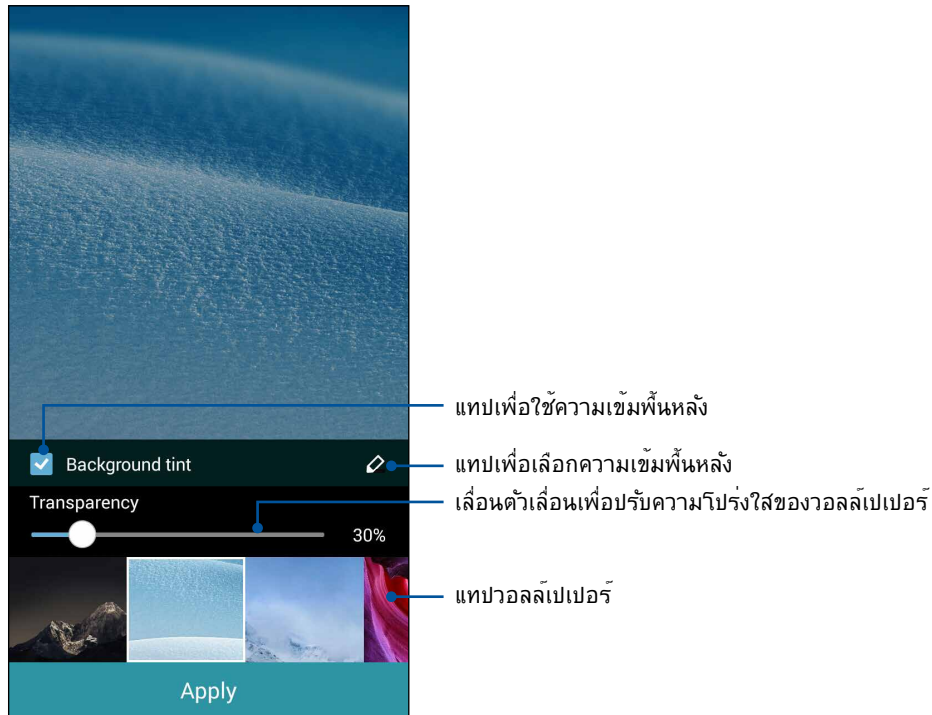 แทปเพื่อใช้ความเข้มพื้นหลัง
Background tint
แทปเพื่อเลือกความเข้มพื้นหลัง
Transparency
เลื่อนตัวเลื่อนเพื่อปรับความโปร่งใสของวอลล์เปเปอร์
30%
แทปวอลล์เปเปอร์
Apply